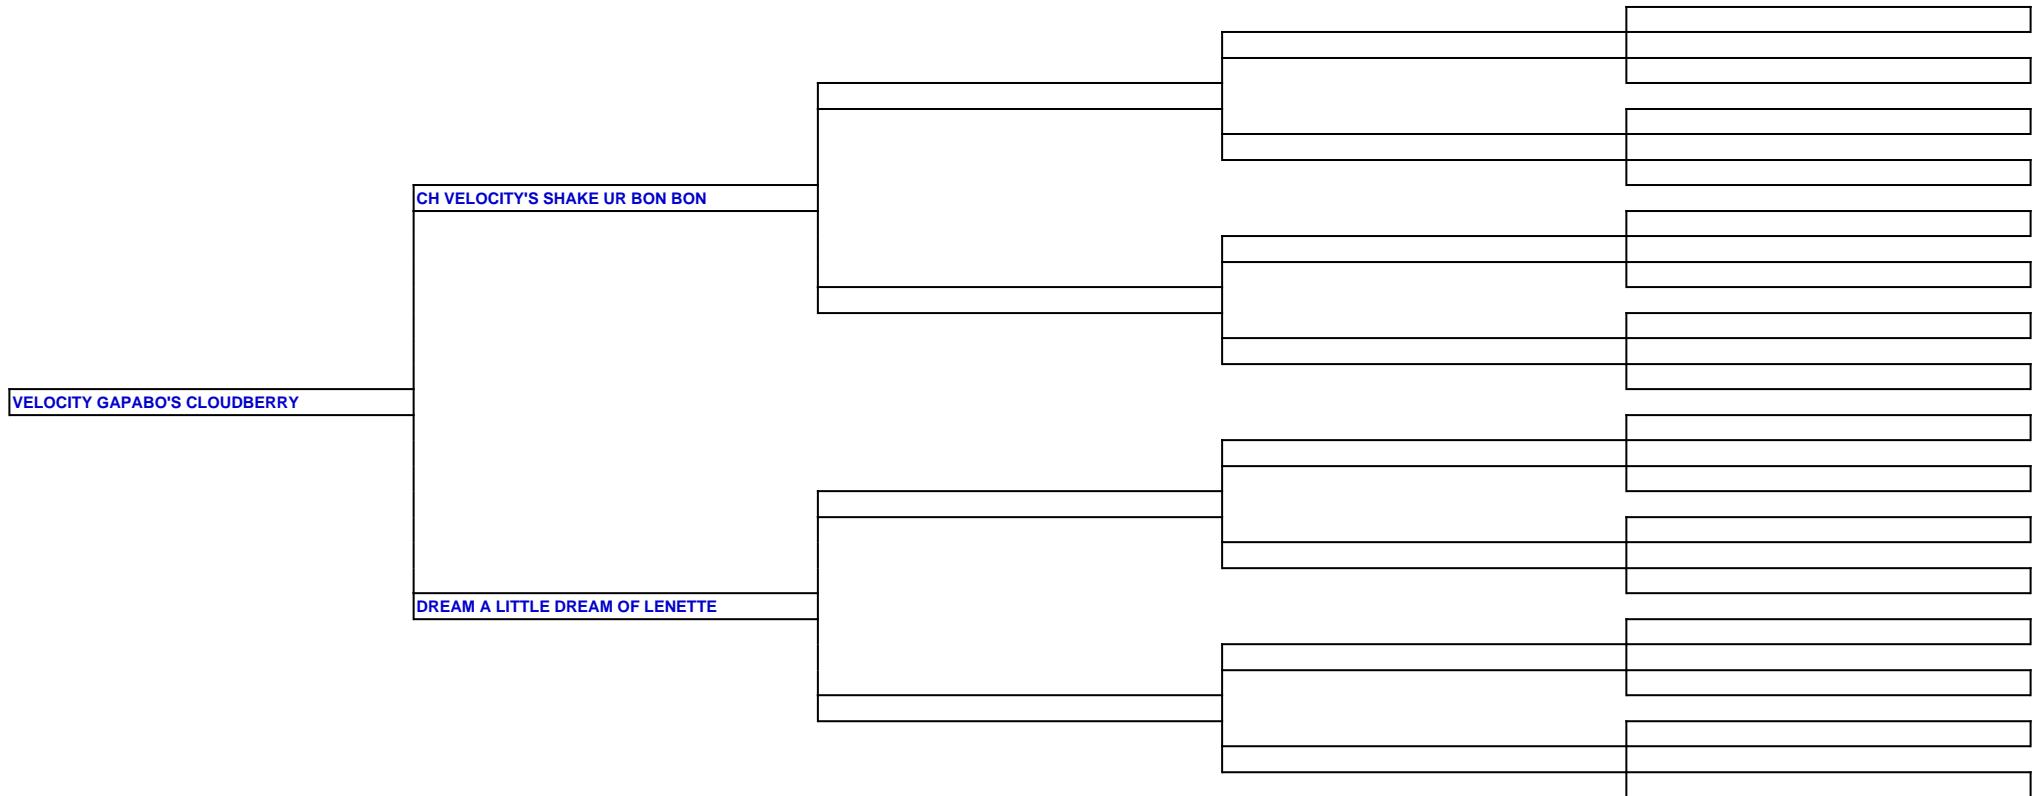 CH VELOCITY'S SHAKE UR BON BON
VELOCITY GAPABO'S CLOUDBERRY
DREAM A LITTLE DREAM OF LENETTE